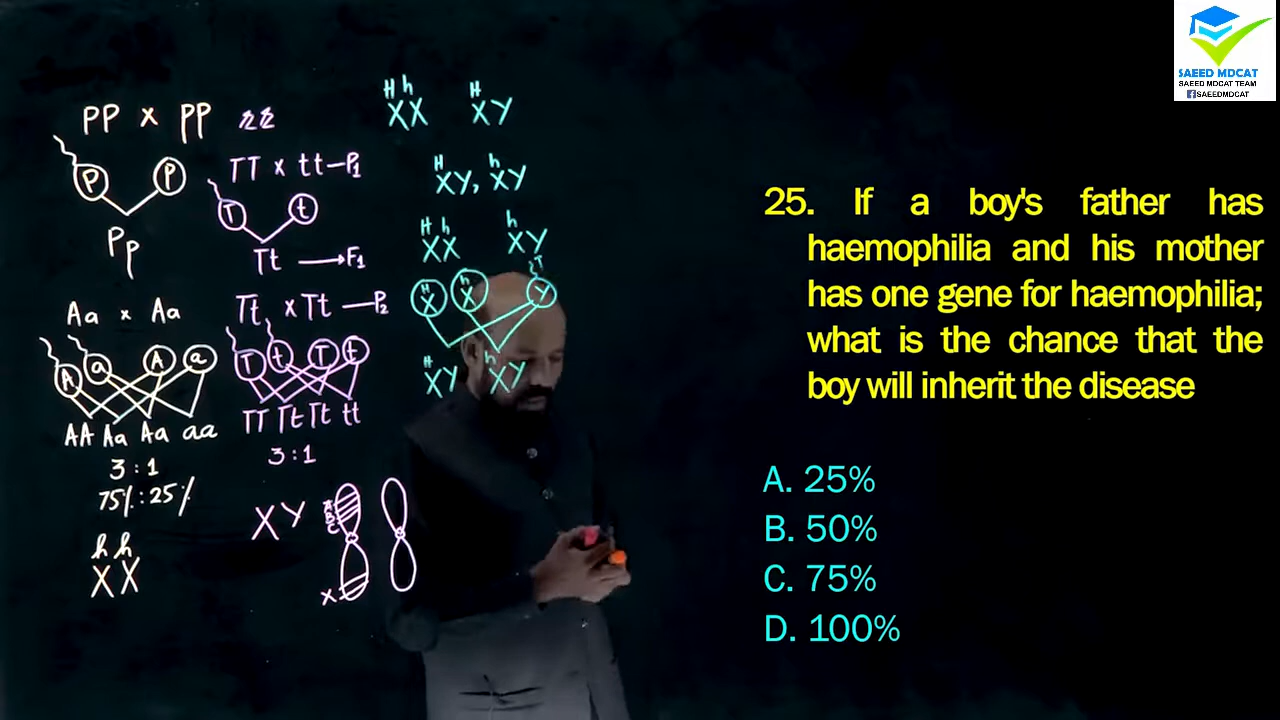 SAEED MDCAT
SAEED MDCAT TEAM
SAEEDMDCAT
PP × pp
P p
Pp
Aa × Aa
A a A a
AA Aa Aa aa
3:1
75%:25%
h h
X X
TT × tt—P1
T t
Tt → F1
Tt × Tt —P2
T t T t
TT Tt Tt tt
3:1
XY
A
B
C
X
H h H
XX XY
H h
XY, XY
H h h
XX XY
H h
X X Y
H h
XY XY
25. If a boy's father has
haemophilia and his mother
has one gene for haemophilia;
what is the chance that the
boy will inherit the disease
A. 25%
B. 50%
C. 75%
D. 100%